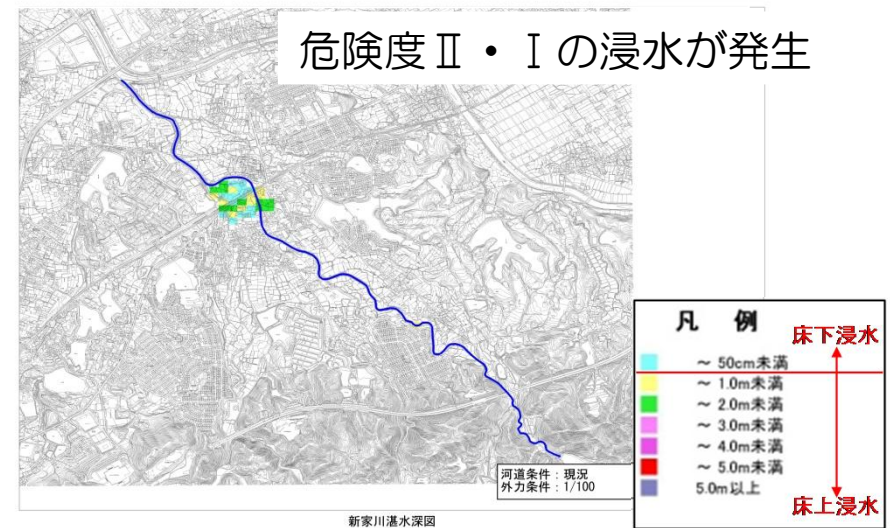 危険度Ⅱ・Ⅰの浸水が発生
凡 例
床下浸水
～ 50cm未満
～ 1.0m未満
～ 2.0m未満
～ 3.0m未満
～ 4.0m未満
～ 5.0m未満
5.0m以上
床上浸水
河道条件：現況
外力条件：1/100
新家川湛水深図